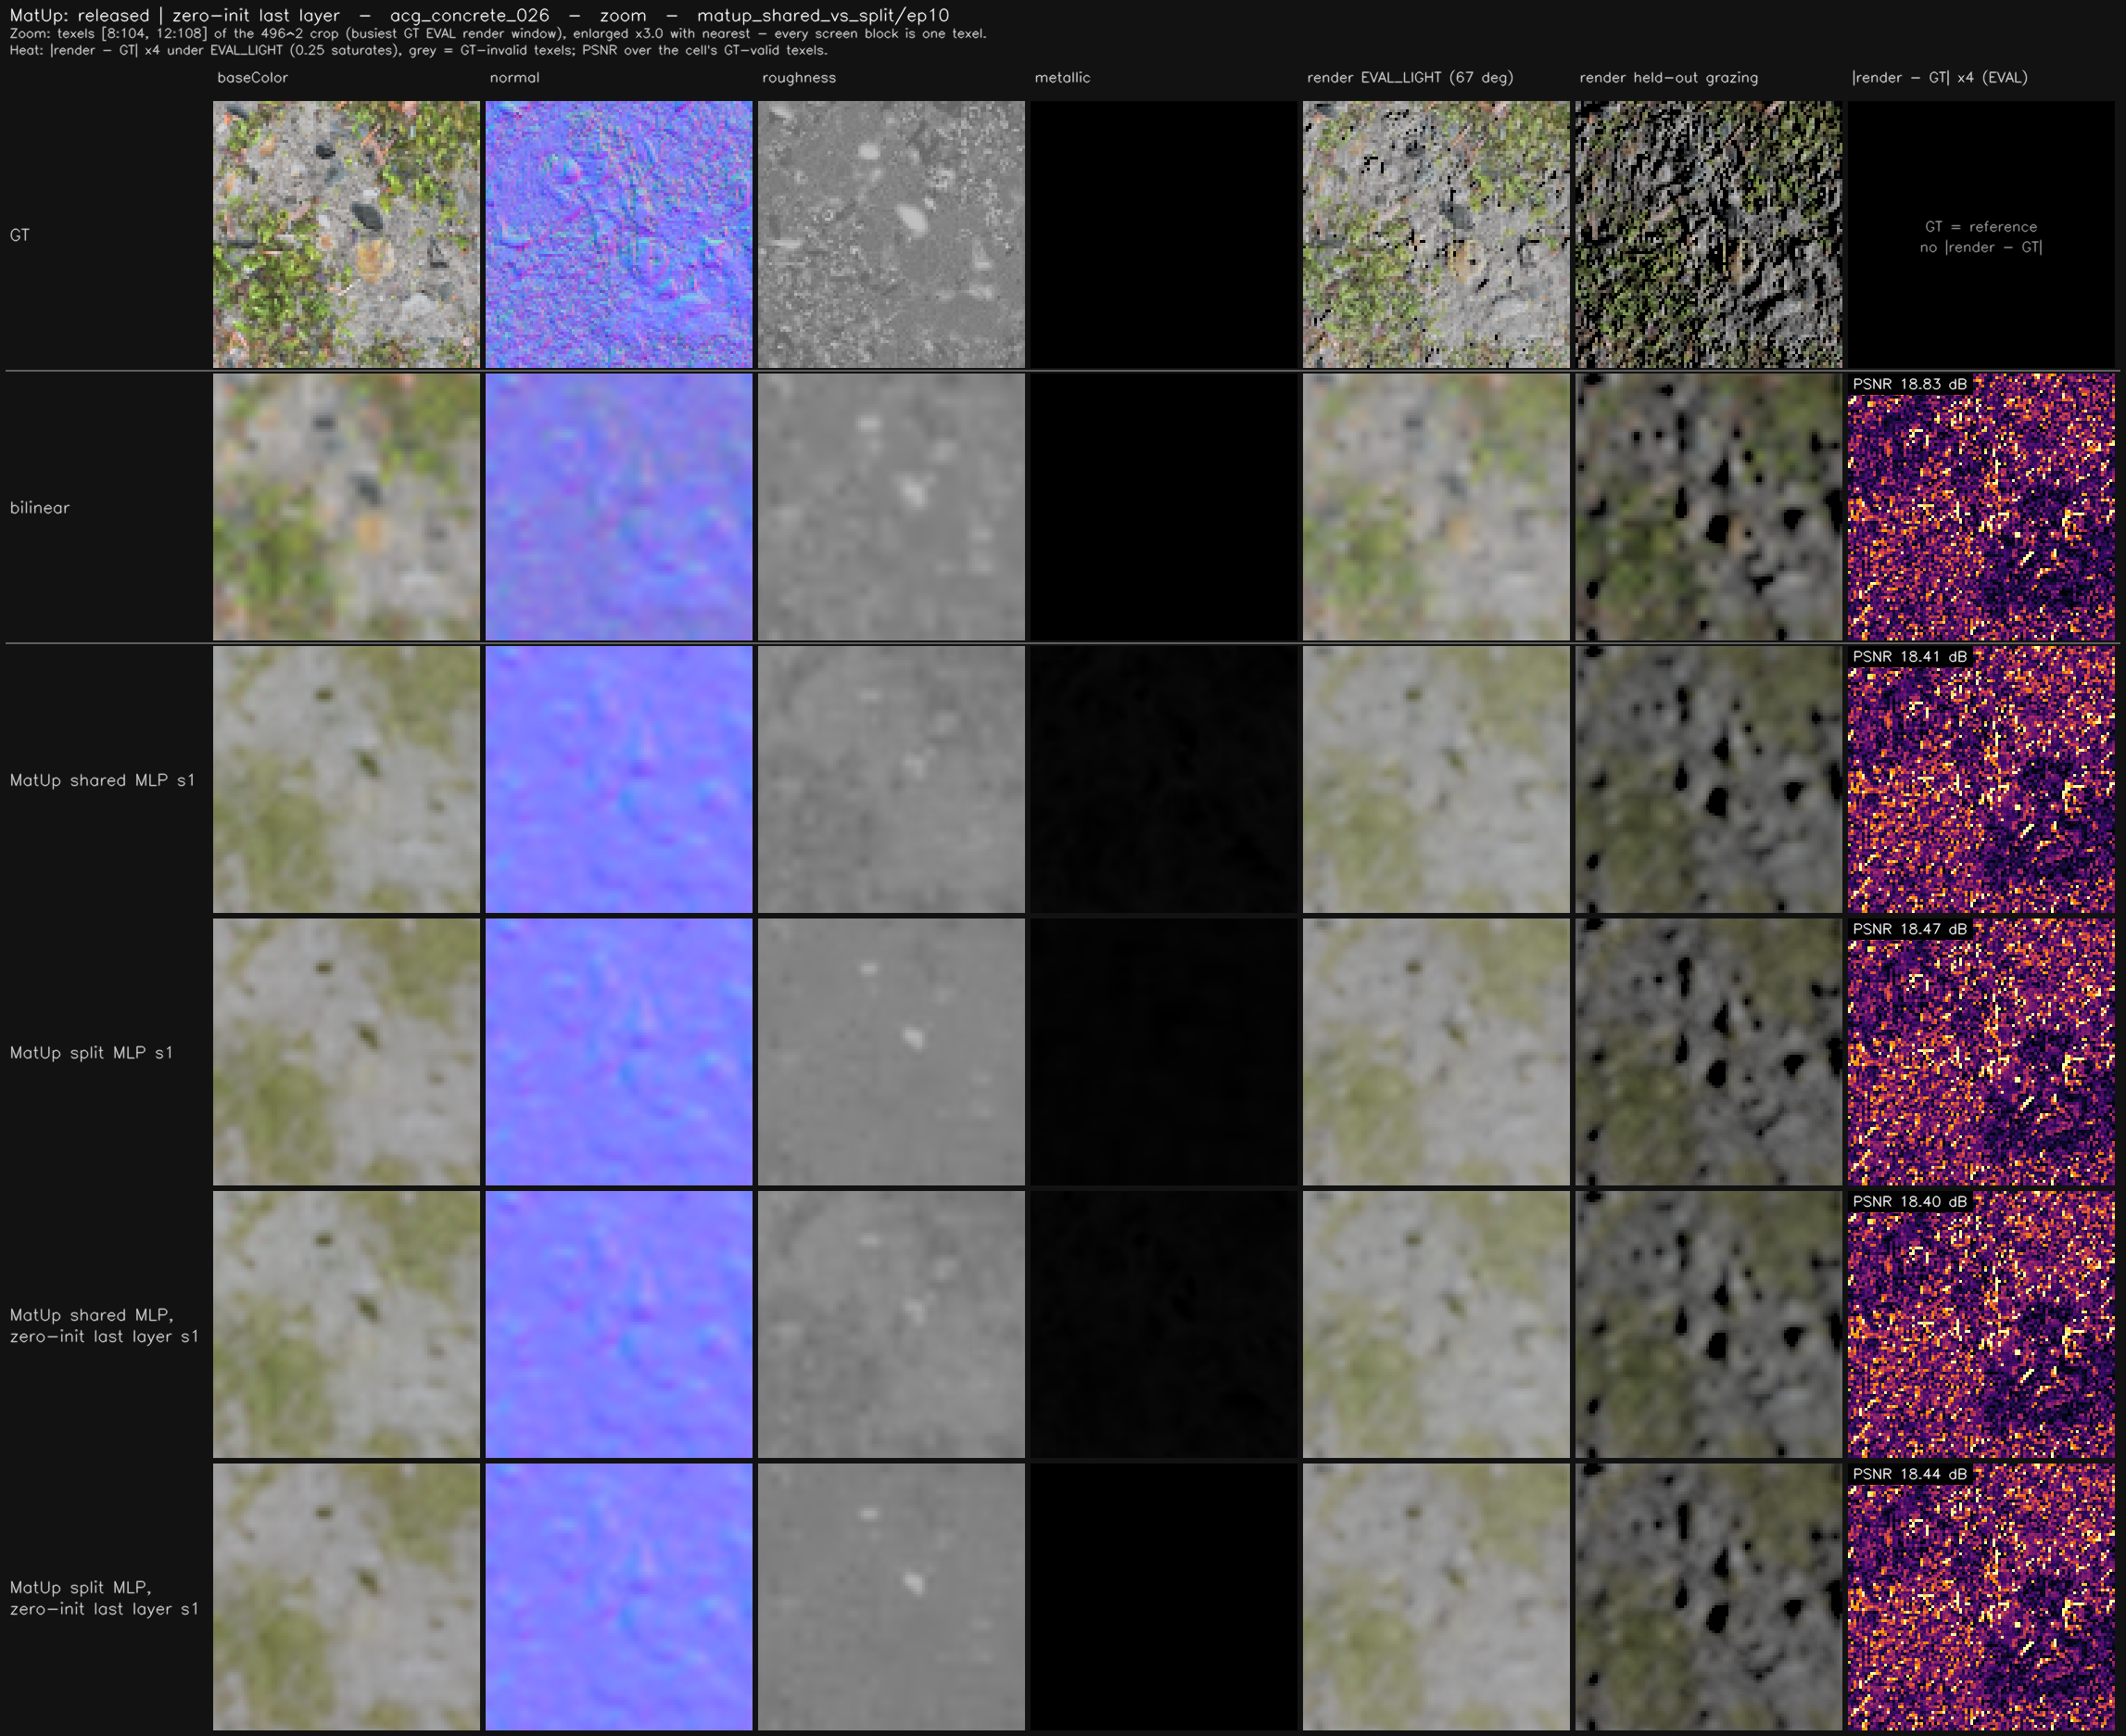 MatUp: released | zero-init last layer — acg_concrete_026 — zoom — matup_shared_vs_split/ep10
Zoom: texels [8:104, 12:108] of the 496^2 crop (busiest GT EVAL render window), enlarged x3.0 with nearest — every screen block is one texel.
Heat: |render − GT| x4 under EVAL_LIGHT (0.25 saturates), grey = GT-invalid texels; PSNR over the cell's GT-valid texels.
baseColor normal roughness metallic render EVAL_LIGHT (67 deg) render held-out grazing |render − GT| x4 (EVAL)
GT
GT = reference
no |render − GT|
bilinear
PSNR 18.83 dB
MatUp shared MLP s1
PSNR 18.41 dB
MatUp split MLP s1
PSNR 18.47 dB
MatUp shared MLP,
zero-init last layer s1
PSNR 18.40 dB
MatUp split MLP,
zero-init last layer s1
PSNR 18.44 dB